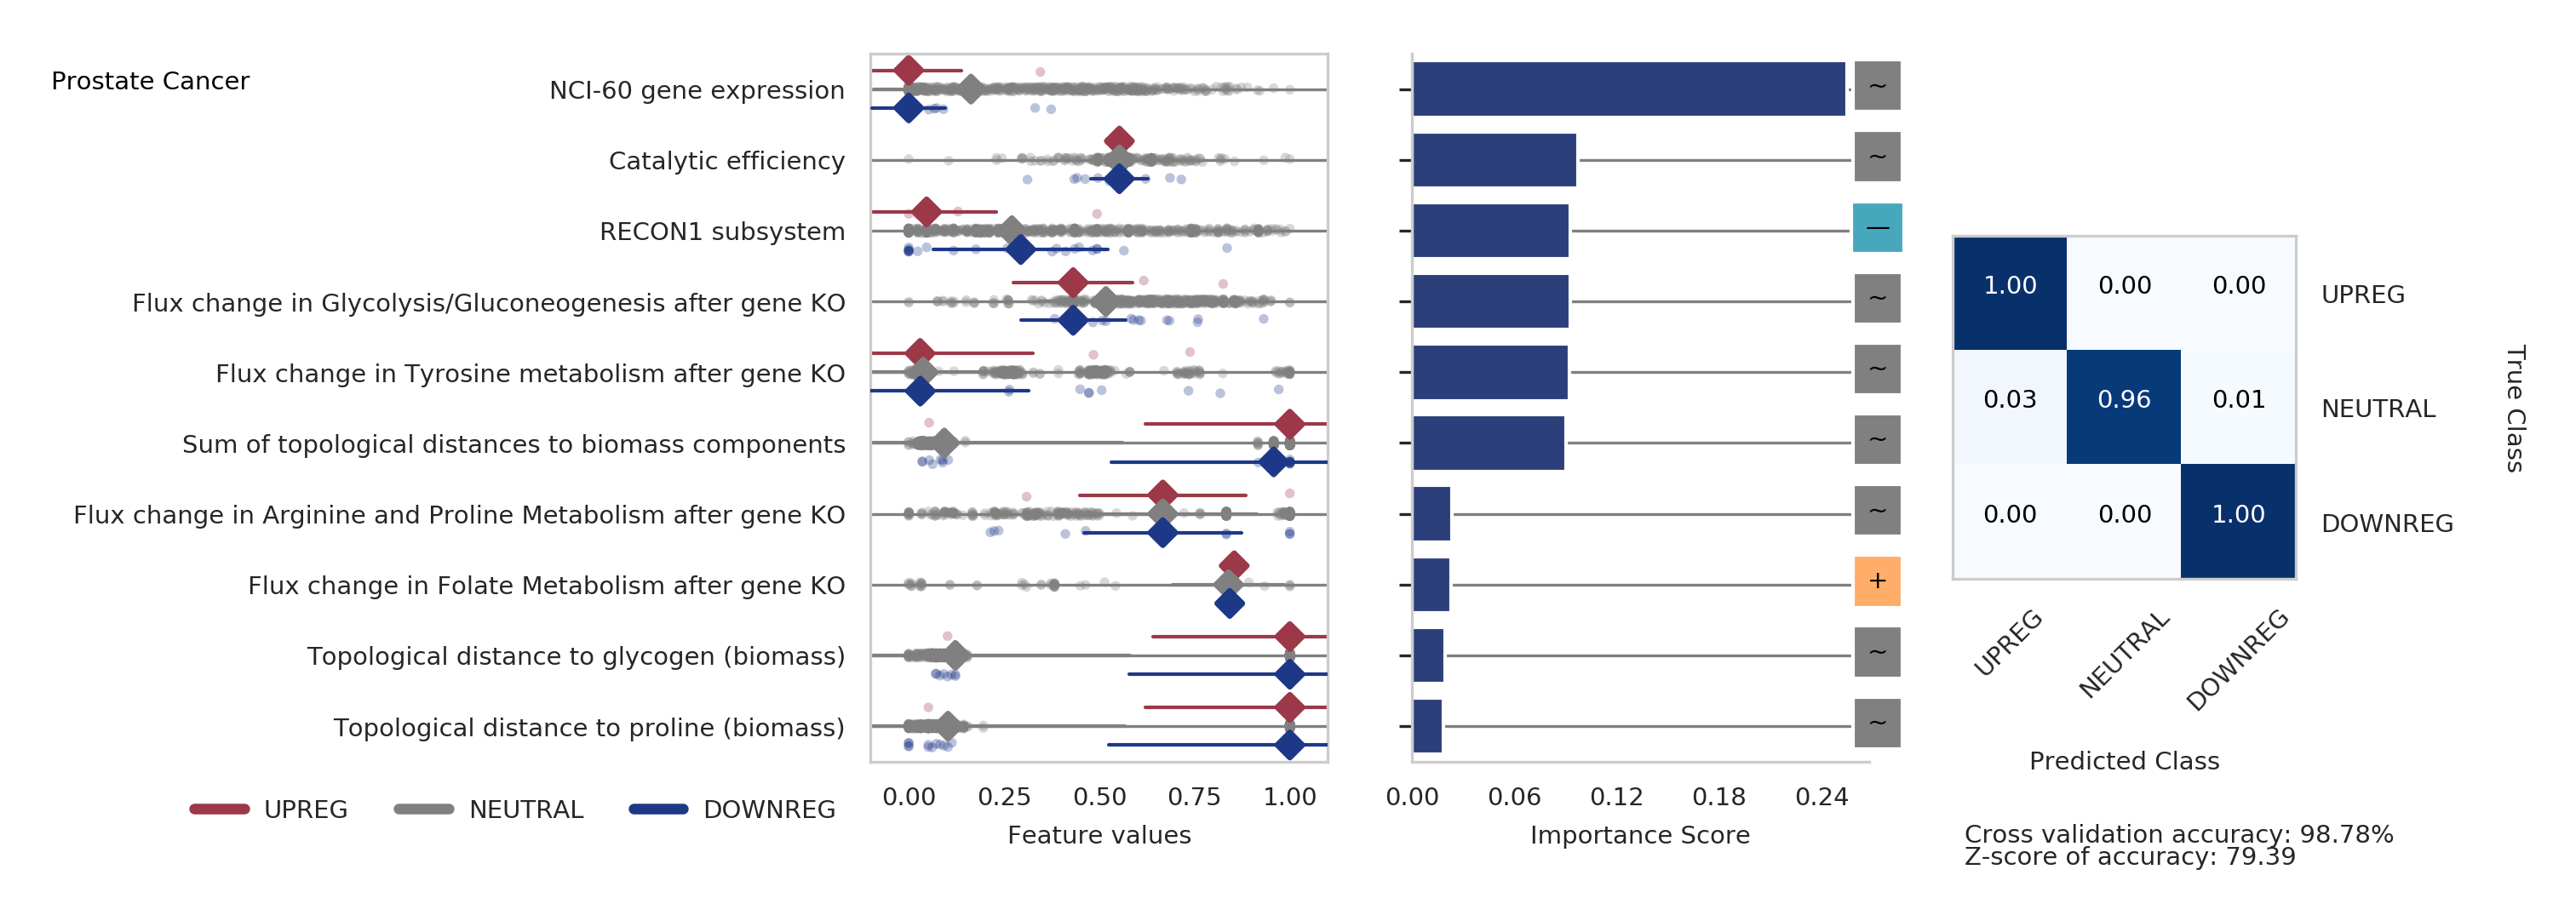 Prostate Cancer
NCI-60 gene expression
Catalytic efficiency
RECON1 subsystem
Flux change in Glycolysis/Gluconeogenesis after gene KO
Flux change in Tyrosine metabolism after gene KO
Sum of topological distances to biomass components
Flux change in Arginine and Proline Metabolism after gene KO
Flux change in Folate Metabolism after gene KO
Topological distance to glycogen (biomass)
Topological distance to proline (biomass)
UPREG NEUTRAL DOWNREG
0.00 0.25 0.50 0.75 1.00
Feature values
~
~
—
~
~
~
~
+
~
~
0.00 0.06 0.12 0.18 0.24
Importance Score
1.00 0.00 0.00 UPREG
0.03 0.96 0.01 NEUTRAL
0.00 0.00 1.00 DOWNREG
True Class
UPREG NEUTRAL DOWNREG
Predicted Class
Cross validation accuracy: 98.78%
Z-score of accuracy: 79.39